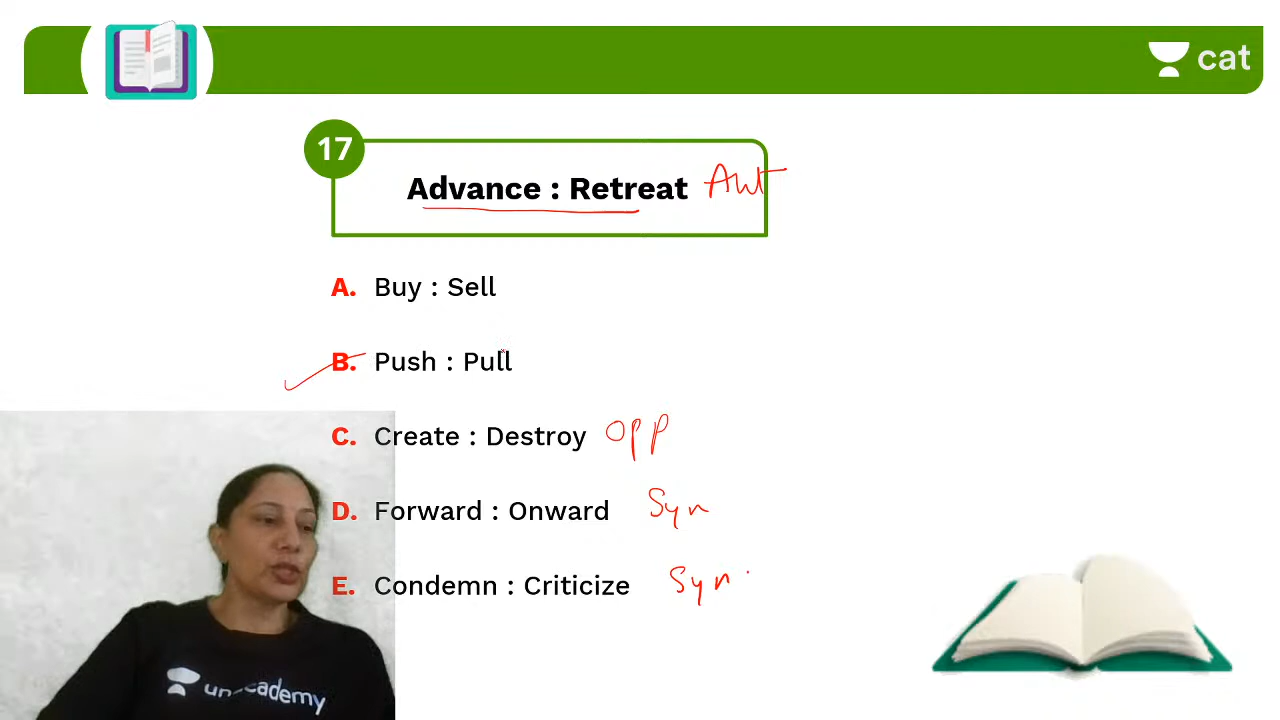 cat
17
Advance : Retreat Ant
A. Buy : Sell
B. Push : Pull
C. Create : Destroy opp
D. Forward : Onward Syn
E. Condemn : Criticize Syn.
unacademy